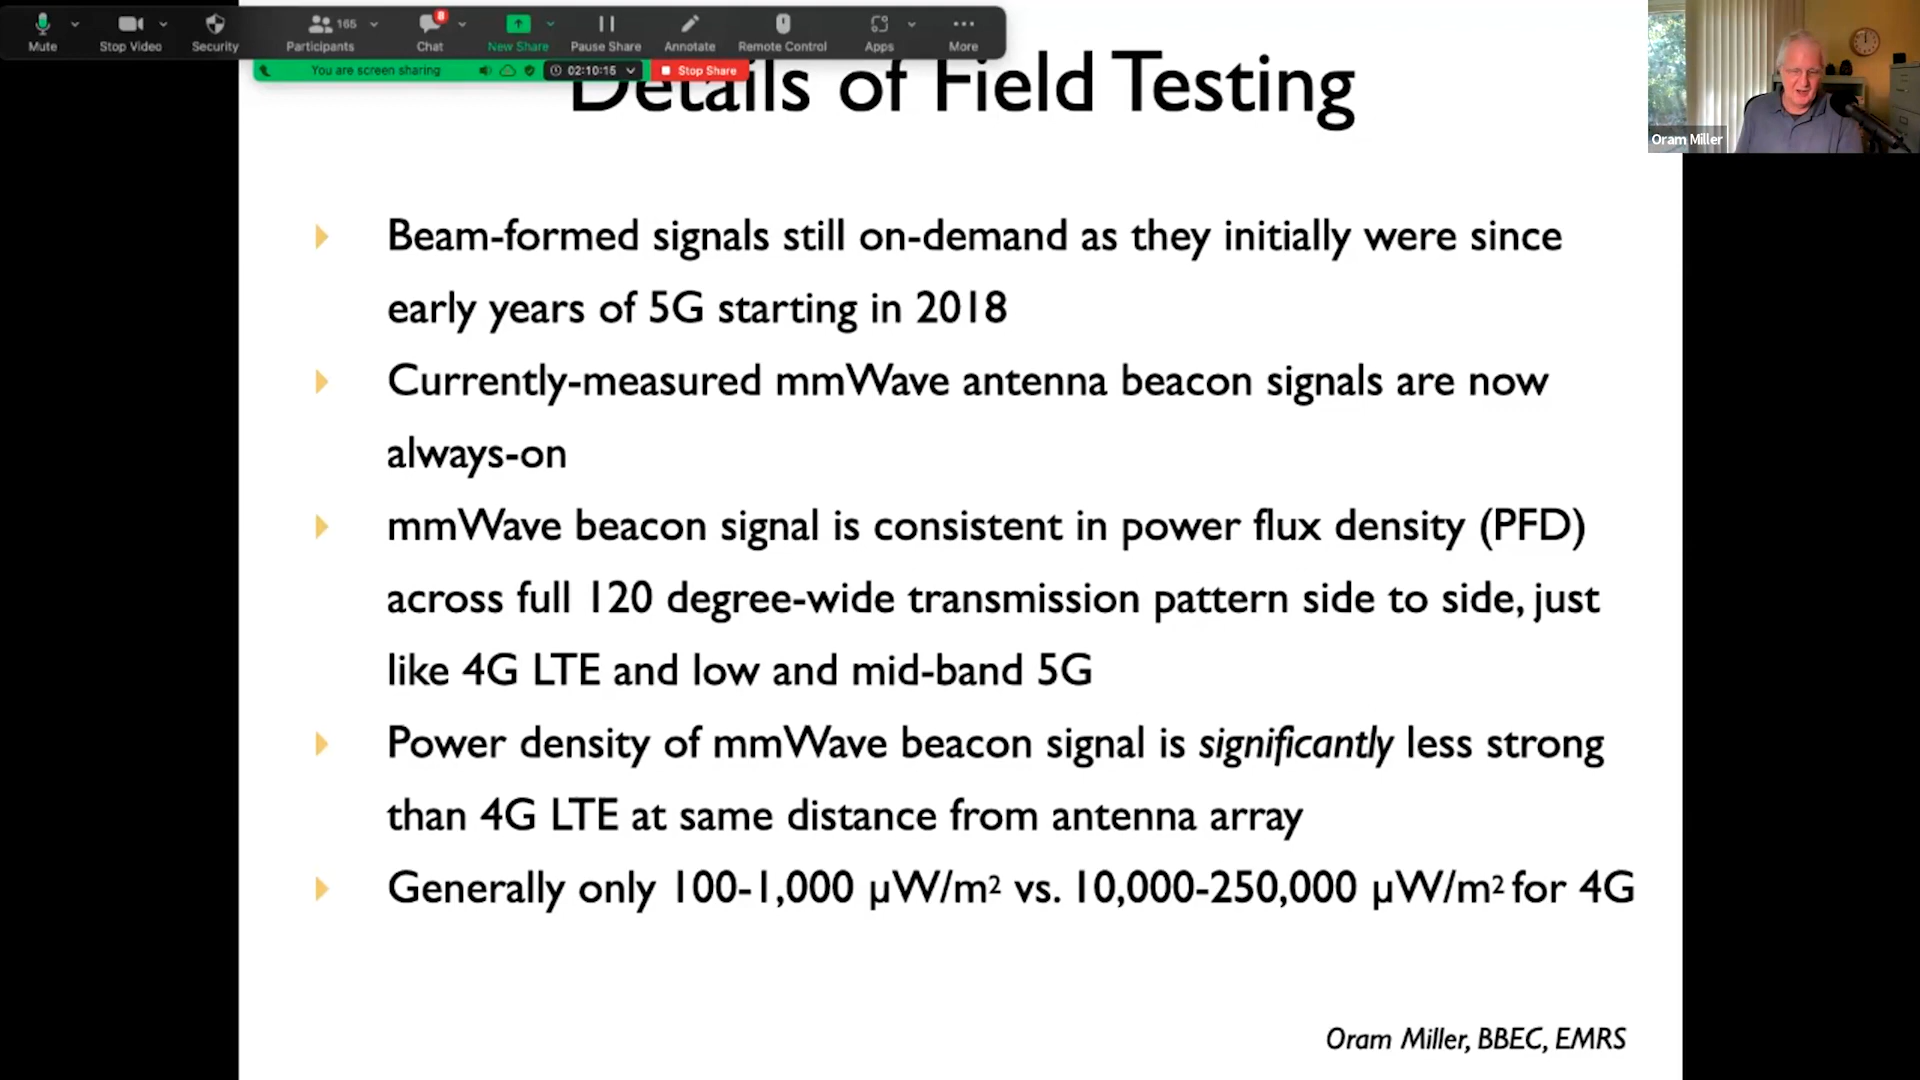 Mute
Stop Video
Security
165
Participants
8
Chat
New Share
Pause Share
Annotate
Remote Control
Apps
More
You are screen sharing
02:10:15
Stop Share
Oram Miller
Details of Field Testing
Beam-formed signals still on-demand as they initially were since
early years of 5G starting in 2018
Currently-measured mmWave antenna beacon signals are now
always-on
mmWave beacon signal is consistent in power flux density (PFD)
across full 120 degree-wide transmission pattern side to side, just
like 4G LTE and low and mid-band 5G
Power density of mmWave beacon signal is significantly less strong
than 4G LTE at same distance from antenna array
Generally only 100-1,000 µW/m² vs. 10,000-250,000 µW/m² for 4G
Oram Miller, BBEC, EMRS